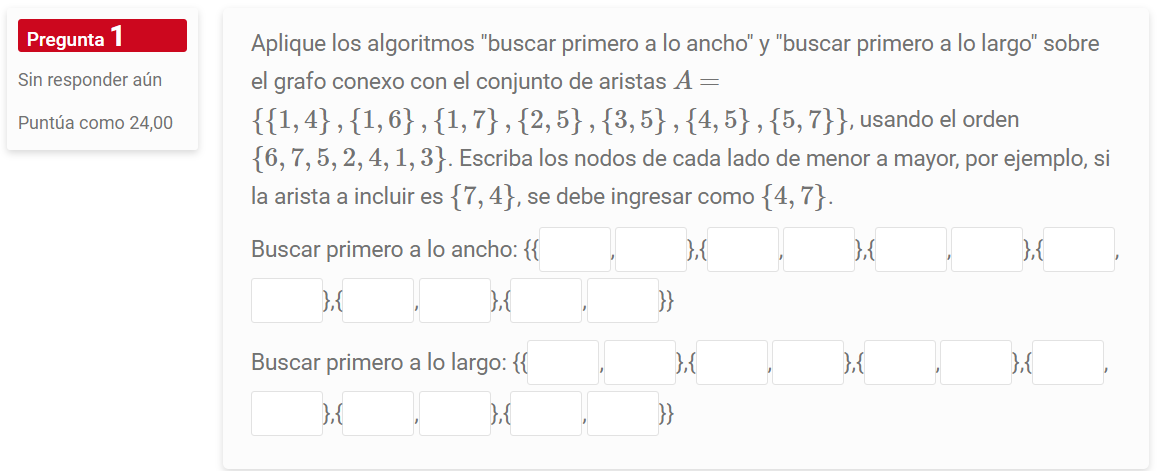 Pregunta 1
Sin responder aún
Puntúa como 24,00
Aplique los algoritmos "buscar primero a lo ancho" y "buscar primero a lo largo" sobre
el grafo conexo con el conjunto de aristas A =
{{1, 4} , {1, 6} , {1, 7} , {2, 5} , {3, 5} , {4, 5} , {5, 7}}, usando el orden
{6, 7, 5, 2, 4, 1, 3}. Escriba los nodos de cada lado de menor a mayor, por ejemplo, si
la arista a incluir es {7, 4}, se debe ingresar como {4, 7}.
Buscar primero a lo ancho: {{ , },{ , },{ , },{ ,
},{ , },{ , }}
Buscar primero a lo largo: {{ , },{ , },{ , },{ ,
},{ , },{ , }}